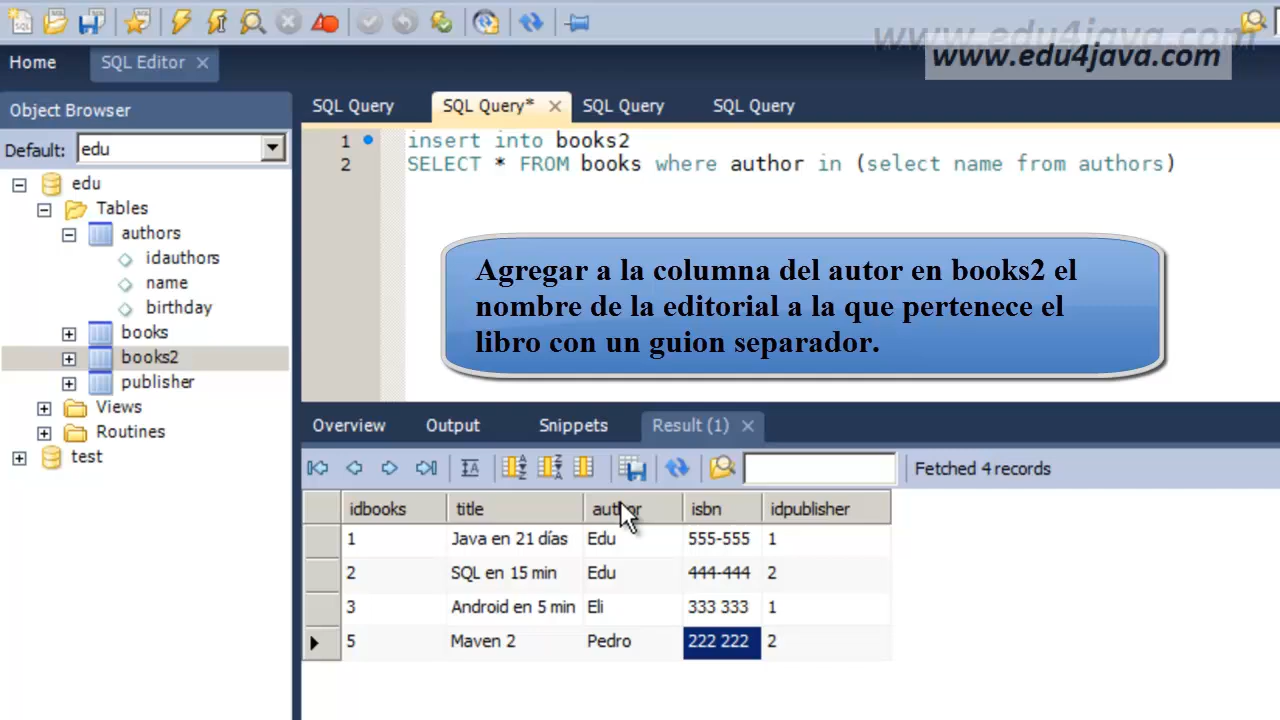 www.edu4java.com
www.edu4java.com
Home
SQL Editor
Object Browser
SQL Query
SQL Query*
SQL Query
SQL Query
Default: edu
1 insert into books2
2 SELECT * FROM books where author in (select name from authors)
edu
Tables
authors
idauthors
name
birthday
books
books2
publisher
Views
Routines
test
Agregar a la columna del autor en books2 el
nombre de la editorial a la que pertenece el
libro con un guion separador.
Overview Output Snippets Result (1)
Fetched 4 records
idbooks title author isbn idpublisher
1 Java en 21 días Edu 555-555 1
2 SQL en 15 min Edu 444-444 2
3 Android en 5 min Eli 333 333 1
5 Maven 2 Pedro 222 222 2